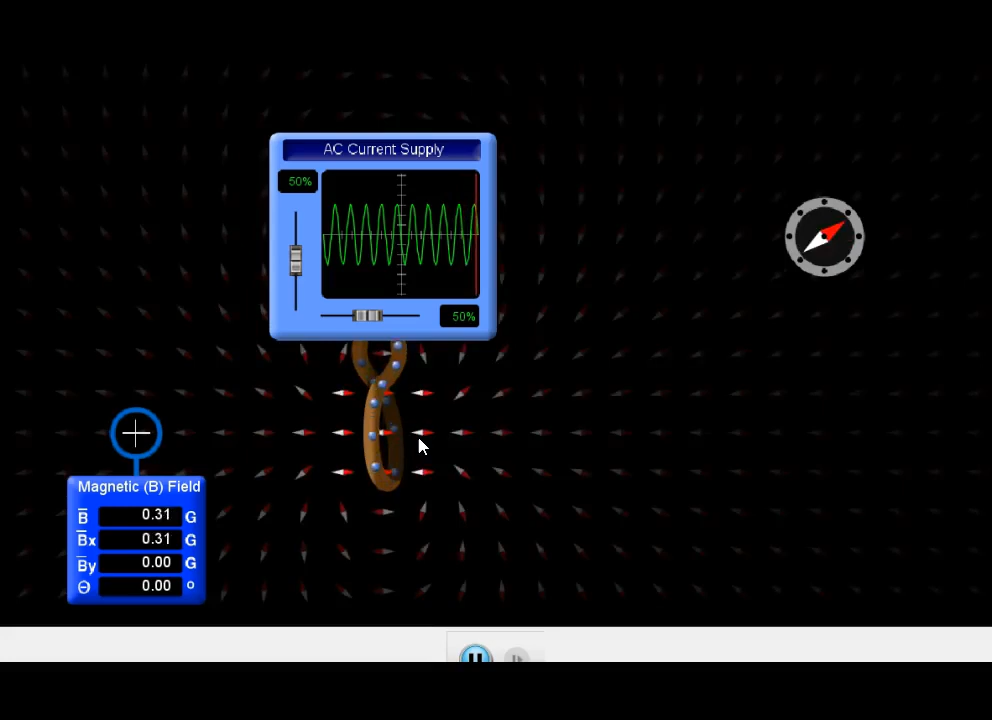 AC Current Supply
50%
50%
Magnetic (B) Field
B 0.31 G
Bx 0.31 G
By 0.00 G
Θ 0.00 °